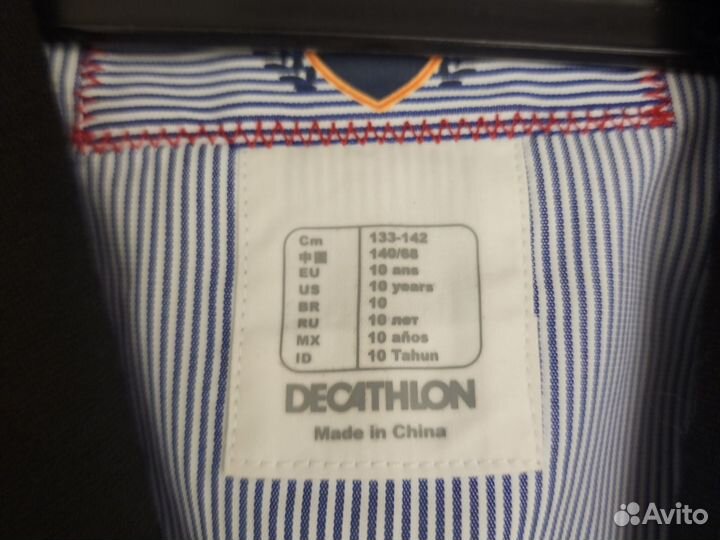 Cm 133-142
中国 140/68
EU 10 ans
US 10 years
BR 10
RU 10 лет
MX 10 años
ID 10 Tahun
DECATHLON
Made in China
Avito